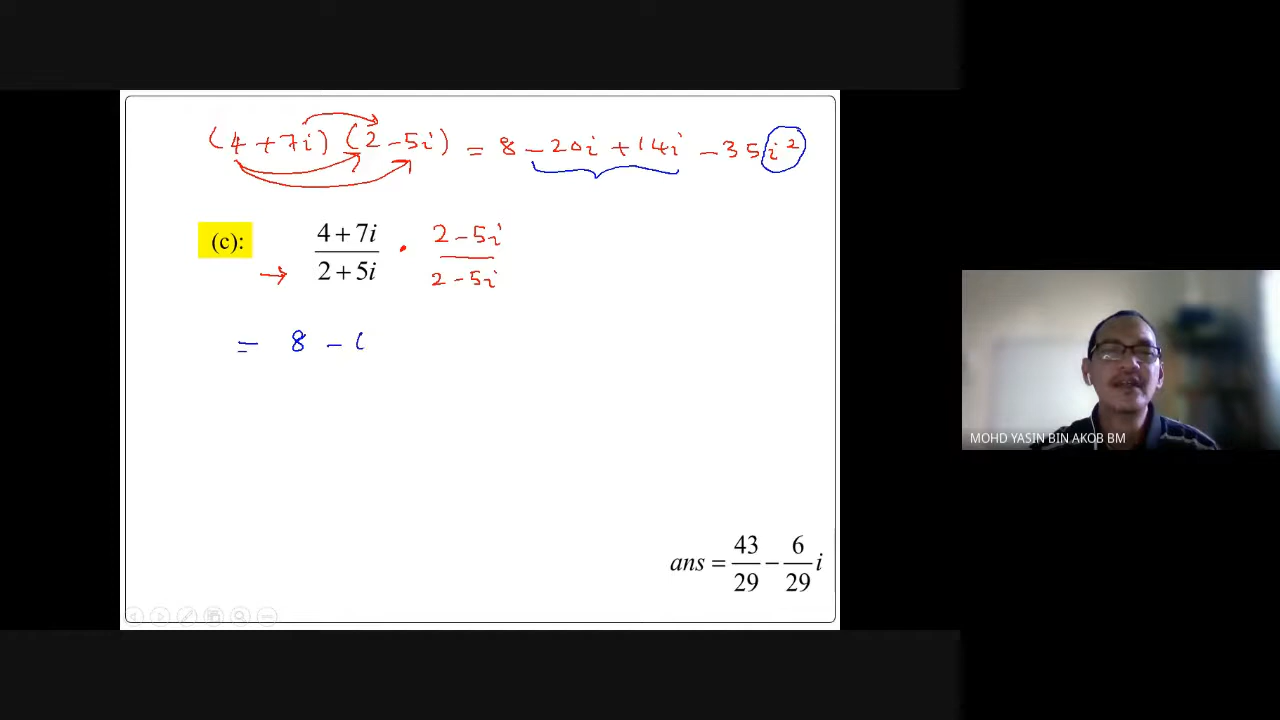 (4 + 7i) (2 - 5i) = 8 - 20i + 14i - 35i²
(c): (4 + 7i)/(2 + 5i) · (2 - 5i)/(2 - 5i)
= 8 - (
MOHD YASIN BIN AKOB BM
ans = 43/29 - 6/29 i